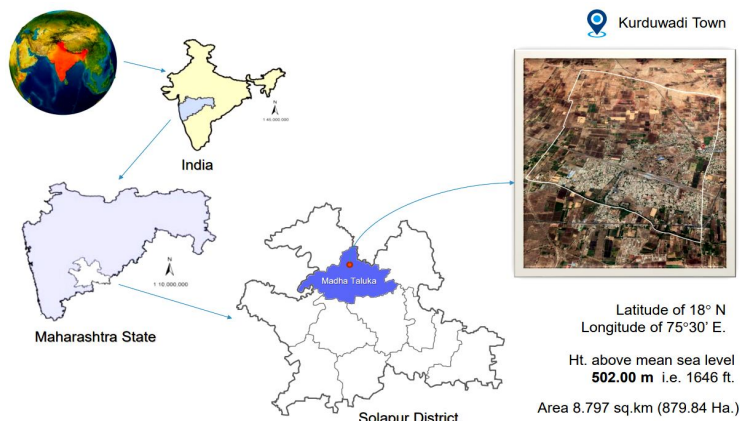 Kurduwadi Town
N
1:45,000,000
India
N
1:10,000,000
Maharashtra State
Madha Taluka
Solapur District
Latitude of 18° N
Longitude of 75°30’ E.
Ht. above mean sea level
502.00 m i.e. 1646 ft.
Area 8.797 sq.km (879.84 Ha.)